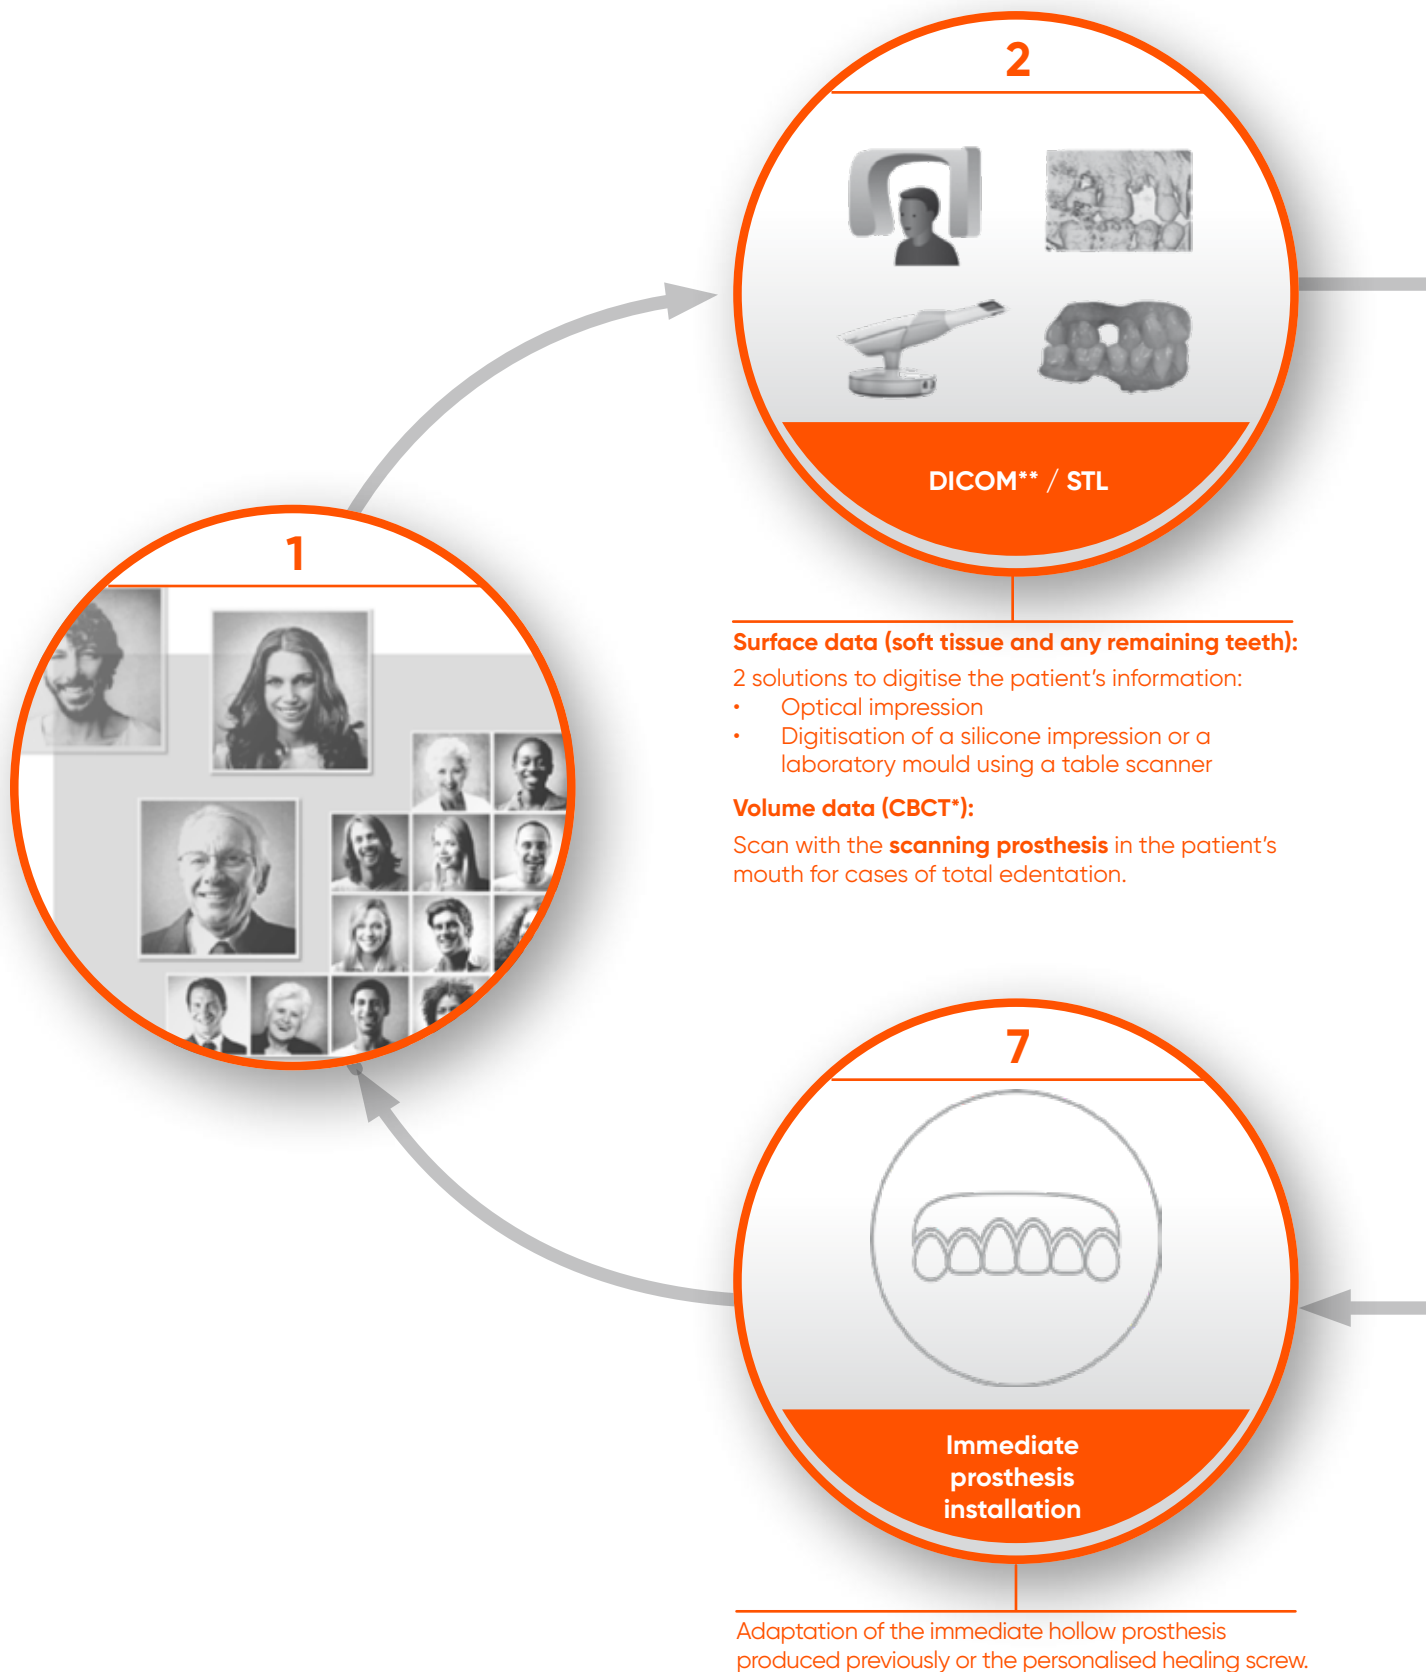 2
DICOM** / STL
1
Surface data (soft tissue and any remaining teeth):
2 solutions to digitise the patient's information:
• Optical impression
• Digitisation of a silicone impression or a
laboratory mould using a table scanner
Volume data (CBCT*):
Scan with the scanning prosthesis in the patient's
mouth for cases of total edentation.
7
Immediate
prosthesis
installation
Adaptation of the immediate hollow prosthesis
produced previously or the personalised healing screw.